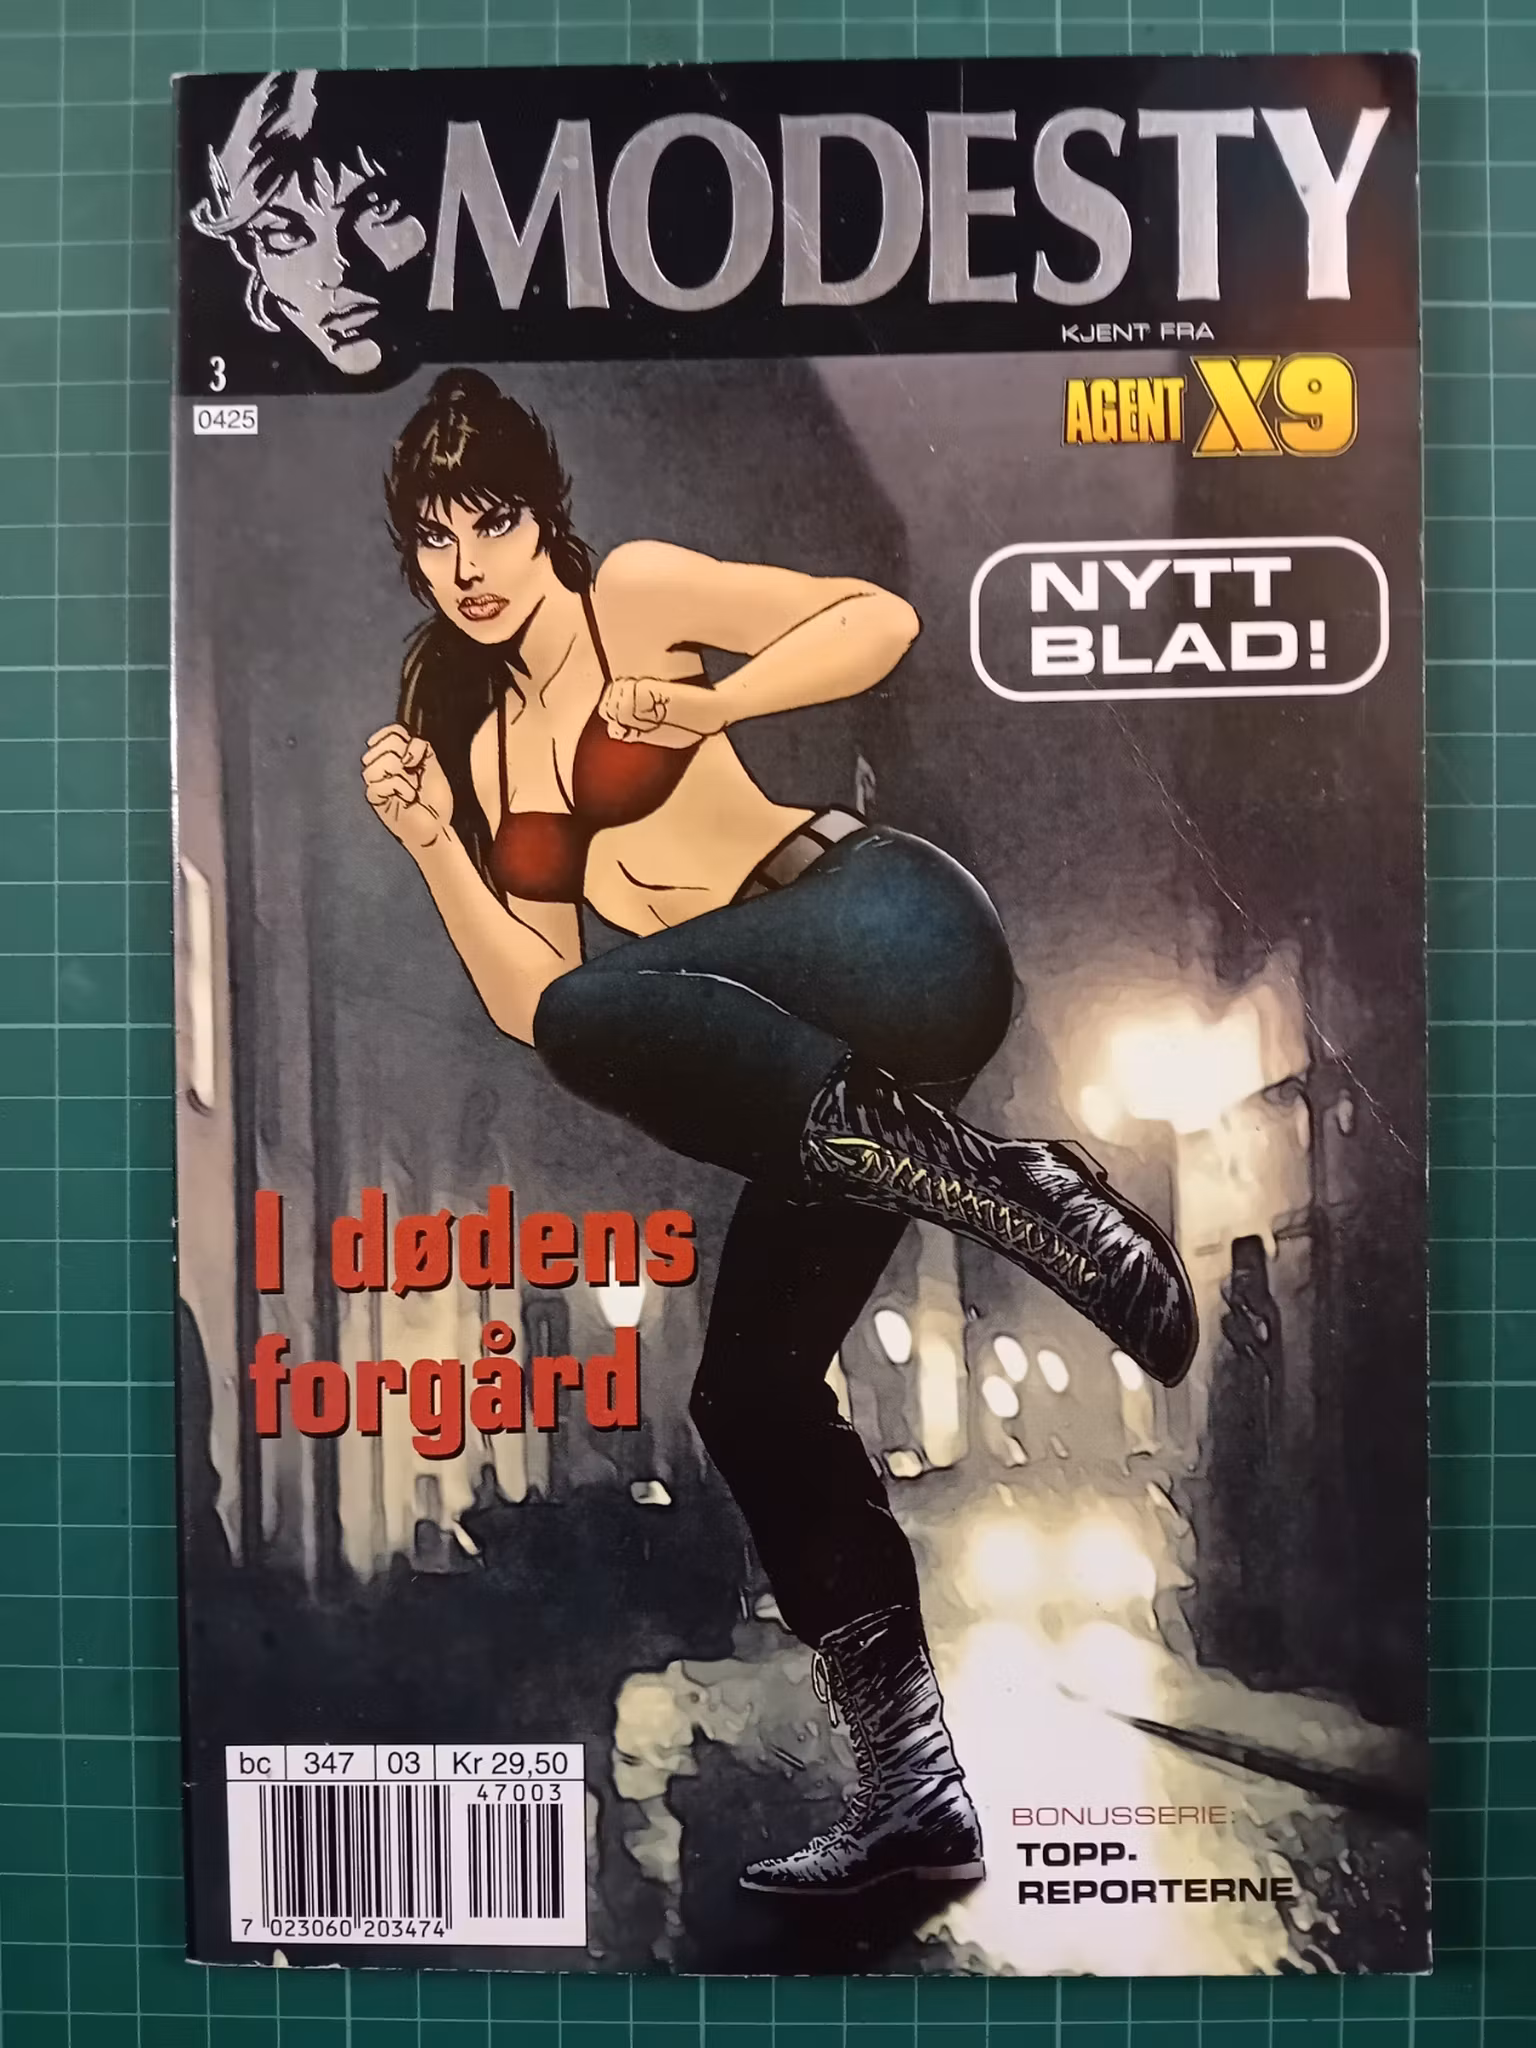 MODESTY
KJENT FRA
AGENT X9
3
0425
NYTT
BLAD!
I dødens
forgård
bc 347 03 Kr 29,50
47003
7 023060 203474
BONUSSERIE:
TOPP-
REPORTERNE